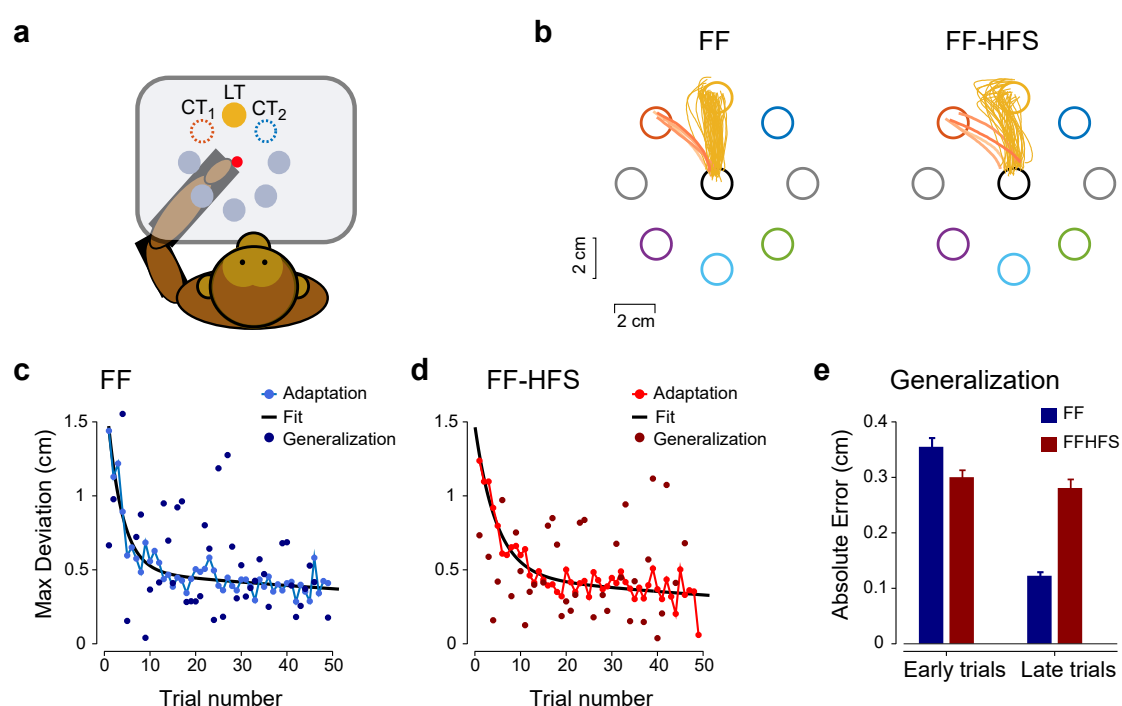 a
LT
CT1
CT2
b
FF
FF-HFS
2 cm
2 cm
c
FF
Adaptation
Fit
Generalization
Max Deviation (cm)
1.5
1
0.5
0
0 10 20 30 40 50
Trial number
d
FF-HFS
Adaptation
Fit
Generalization
1.5
1
0.5
0
0 10 20 30 40 50
Trial number
e
Generalization
FF
FFHFS
Absolute Error (cm)
0.4
0.3
0.2
0.1
0
Early trials Late trials